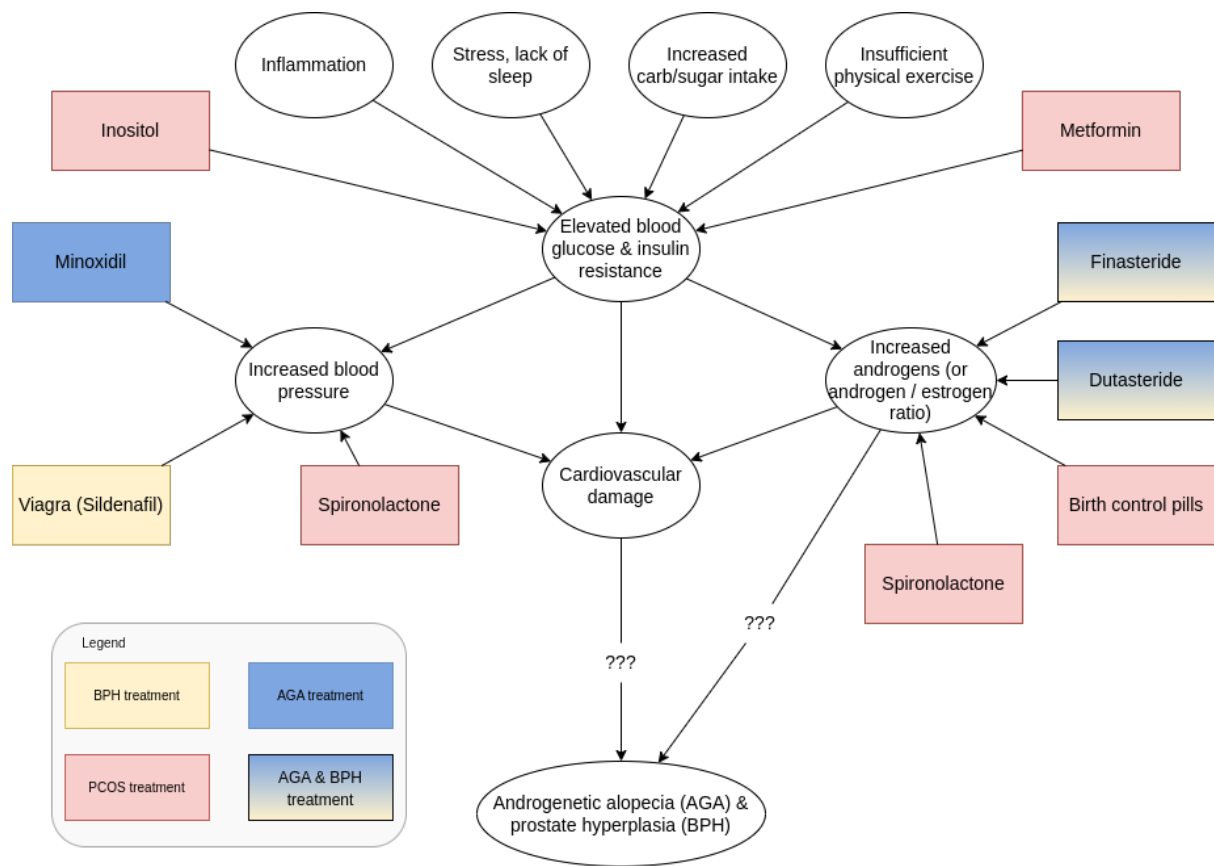 Inflammation
Stress, lack of
sleep
Increased
carb/sugar intake
Insufficient
physical exercise
Inositol
Metformin
Elevated blood
glucose & insulin
resistance
Minoxidil
Finasteride
Increased blood
pressure
Increased
androgens (or
androgen / estrogen
ratio)
Dutasteride
Cardiovascular
damage
Viagra (Sildenafil)
Spironolactone
Birth control pills
Spironolactone
???
???
Legend
BPH treatment
AGA treatment
PCOS treatment
AGA & BPH
treatment
Androgenetic alopecia (AGA) &
prostate hyperplasia (BPH)